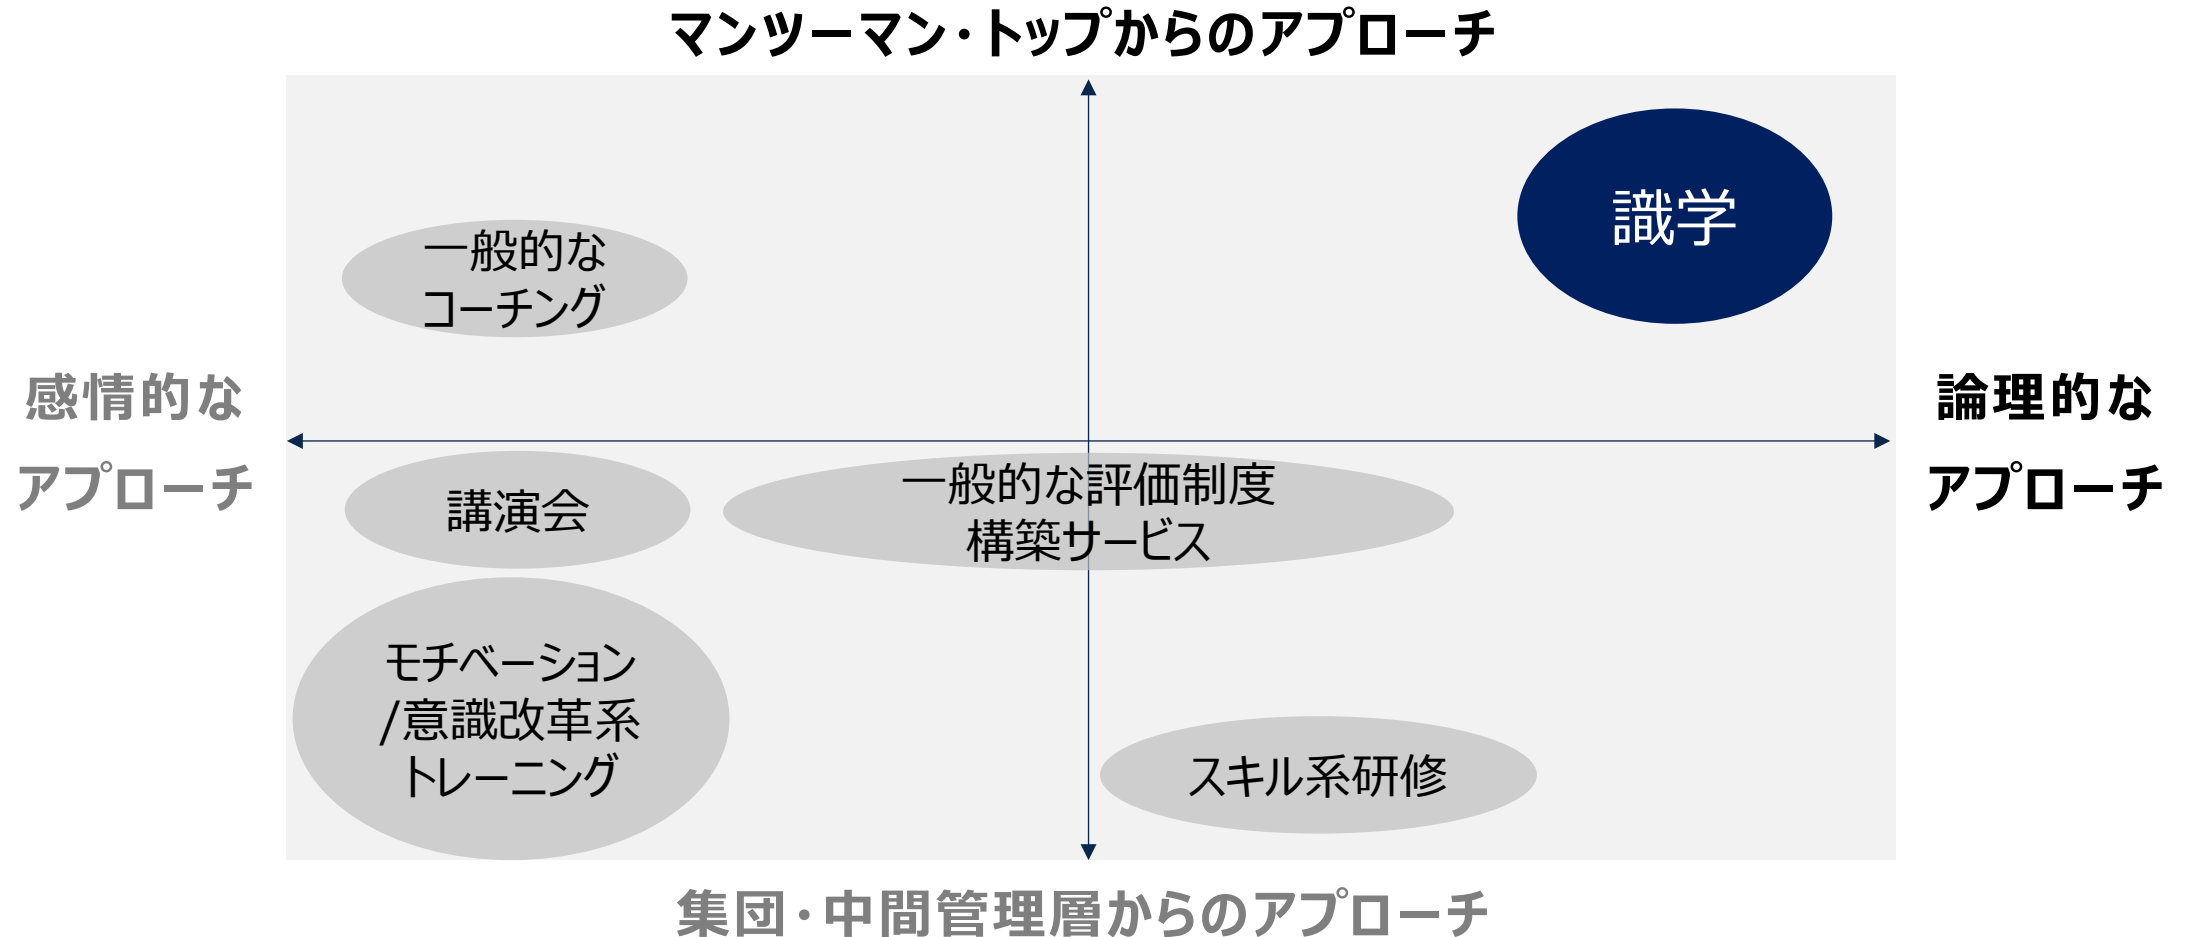 マンツーマン・トップからのアプローチ
識学
一般的な
コーチング
感情的な
アプローチ
論理的な
アプローチ
講演会
一般的な評価制度
構築サービス
モチベーション
/意識改革系
トレーニング
スキル系研修
集団・中間管理層からのアプローチ